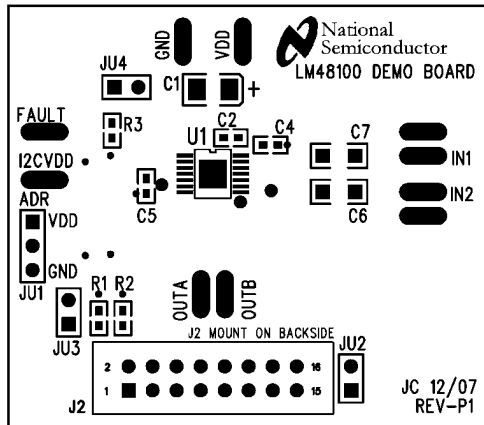 National
Semiconductor
LM48100 DEMO BOARD
GND
VDD
JU4
C1
+
FAULT
R3
U1
C2
C4
C7
I2CVDD
IN1
ADR
C5
IN2
VDD
C6
GND
JU1
R1 R2
OUTA
OUTB
JU3
J2 MOUNT ON BACKSIDE
JU2
2
16
1
15
J2
JC 12/07
REV-P1